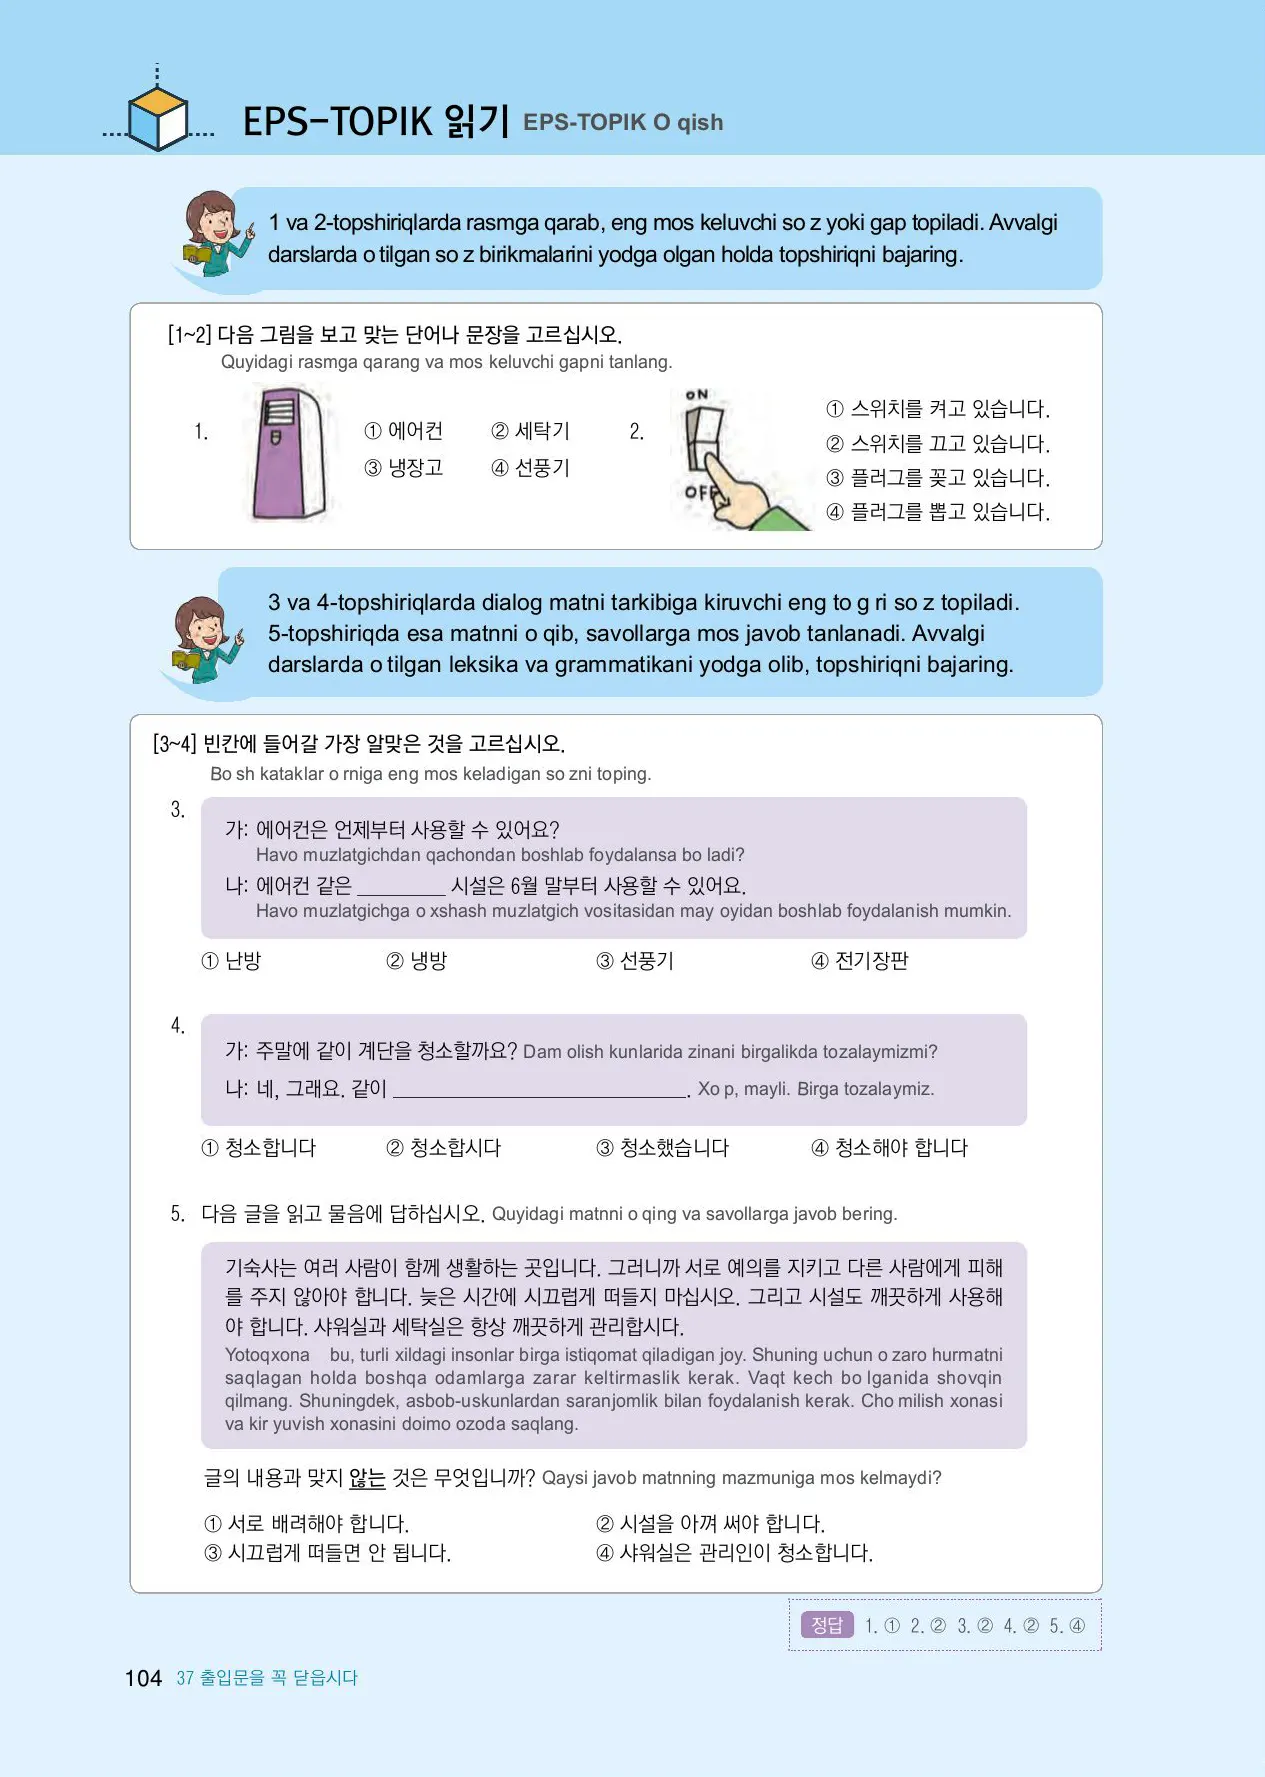 EPS-TOPIK 읽기 EPS-TOPIK O qish
1 va 2-topshiriqlarda rasmga qarab, eng mos keluvchi so z yoki gap topiladi. Avvalgi
darslarda o tilgan so z birikmalarini yodga olgan holda topshiriqni bajaring.
[1~2] 다음 그림을 보고 맞는 단어나 문장을 고르십시오.
Quyidagi rasmga qarang va mos keluvchi gapni tanlang.
1.
① 에어컨 ② 세탁기
③ 냉장고 ④ 선풍기
2.
ON
OFF
① 스위치를 켜고 있습니다.
② 스위치를 끄고 있습니다.
③ 플러그를 꽂고 있습니다.
④ 플러그를 뽑고 있습니다.
3 va 4-topshiriqlarda dialog matni tarkibiga kiruvchi eng to g ri so z topiladi.
5-topshiriqda esa matnni o qib, savollarga mos javob tanlanadi. Avvalgi
darslarda o tilgan leksika va grammatikani yodga olib, topshiriqni bajaring.
[3~4] 빈칸에 들어갈 가장 알맞은 것을 고르십시오.
Bo sh kataklar o rniga eng mos keladigan so zni toping.
3.
가: 에어컨은 언제부터 사용할 수 있어요?
Havo muzlatgichdan qachondan boshlab foydalansa bo ladi?
나: 에어컨 같은 ________ 시설은 6월 말부터 사용할 수 있어요.
Havo muzlatgichga o xshash muzlatgich vositasidan may oyidan boshlab foydalanish mumkin.
① 난방 ② 냉방 ③ 선풍기 ④ 전기장판
4.
가: 주말에 같이 계단을 청소할까요? Dam olish kunlarida zinani birgalikda tozalaymizmi?
나: 네, 그래요. 같이 ________________________. Xo p, mayli. Birga tozalaymiz.
① 청소합니다 ② 청소합시다 ③ 청소했습니다 ④ 청소해야 합니다
5. 다음 글을 읽고 물음에 답하십시오. Quyidagi matnni o qing va savollarga javob bering.
기숙사는 여러 사람이 함께 생활하는 곳입니다. 그러니까 서로 예의를 지키고 다른 사람에게 피해
를 주지 않아야 합니다. 늦은 시간에 시끄럽게 떠들지 마십시오. 그리고 시설도 깨끗하게 사용해
야 합니다. 샤워실과 세탁실은 항상 깨끗하게 관리합시다.
Yotoqxona bu, turli xildagi insonlar birga istiqomat qiladigan joy. Shuning uchun o zaro hurmatni
saqlagan holda boshqa odamlarga zarar keltirmaslik kerak. Vaqt kech bo lganida shovqin
qilmang. Shuningdek, asbob-uskunlardan saranjomlik bilan foydalanish kerak. Cho milish xonasi
va kir yuvish xonasini doimo ozoda saqlang.
글의 내용과 맞지 않는 것은 무엇입니까? Qaysi javob matnning mazmuniga mos kelmaydi?
① 서로 배려해야 합니다. ② 시설을 아껴 써야 합니다.
③ 시끄럽게 떠들면 안 됩니다. ④ 샤워실은 관리인이 청소합니다.
정답 1. ① 2. ② 3. ② 4. ② 5. ④
104 37 출입문을 꼭 닫읍시다